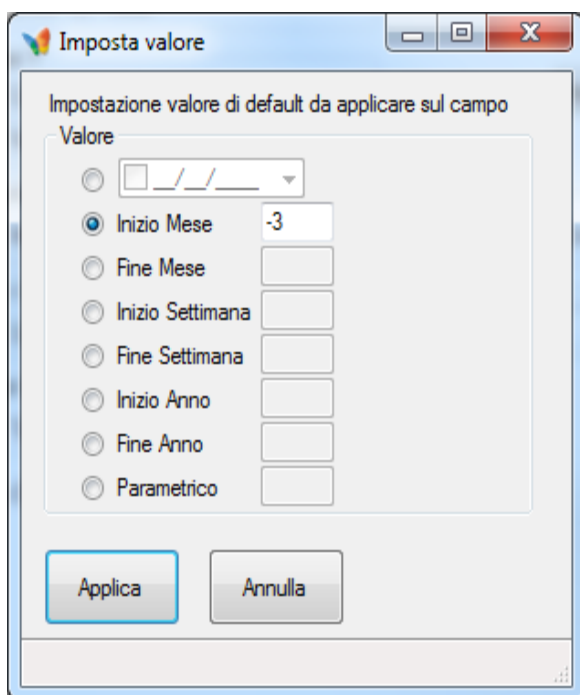 Imposta valore
Impostazione valore di default da applicare sul campo
Valore
__/__/____
Inizio Mese -3
Fine Mese
Inizio Settimana
Fine Settimana
Inizio Anno
Fine Anno
Parametrico
Applica Annulla